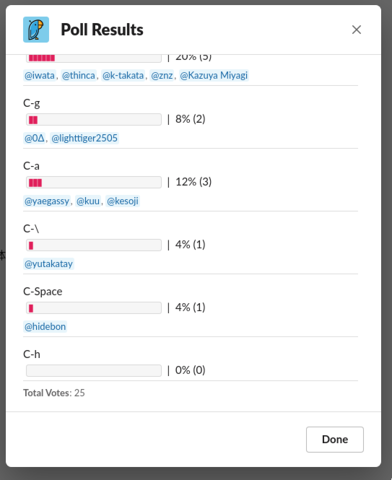 Poll Results
| 20% (5)
@iwata, @thinca, @k-takata, @znz, @Kazuya Miyagi
C-g
| 8% (2)
@0Δ, @lighttiger2505
C-a
| 12% (3)
@yaegassy, @kuu, @kesoji
C-\
| 4% (1)
@yutakatay
C-Space
| 4% (1)
@hidebon
C-h
| 0% (0)
Total Votes: 25
Done